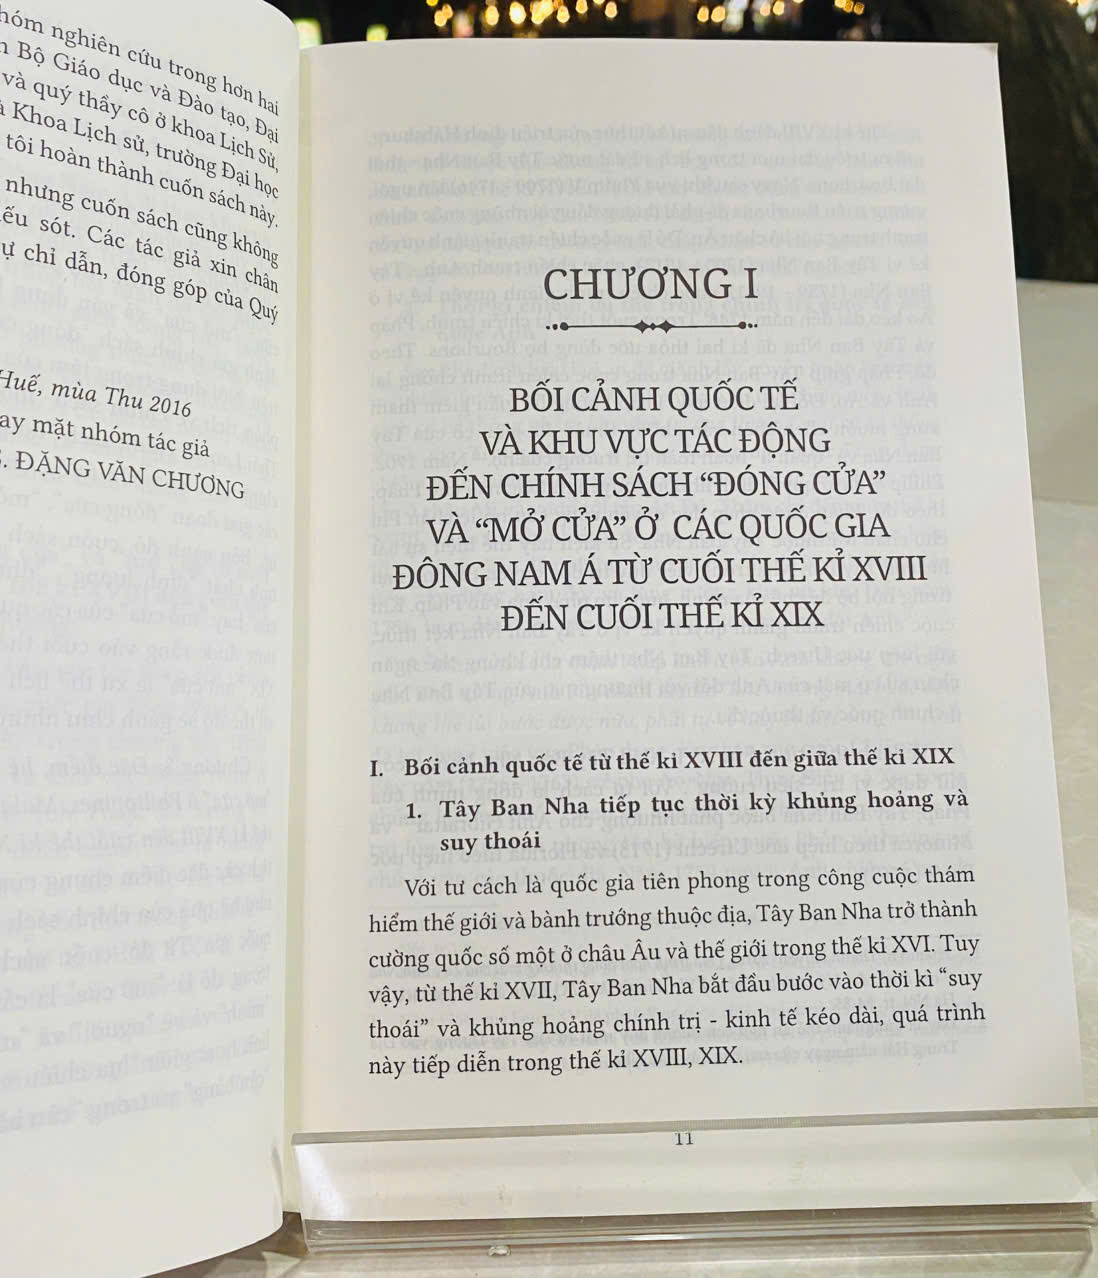 nghiên cứu trong hơn hai
Bộ Giáo dục và Đào tạo, Đại
và quý thầy cô ở khoa Lịch Sử,
Khoa Lịch sử, trường Đại học
tôi hoàn thành cuốn sách này.
nhưng cuốn sách cũng không
sót. Các tác giả xin chân
chỉ dẫn, đóng góp của Quý
Huế, mùa Thu 2016
mặt nhóm tác giả
ĐẶNG VĂN CHƯƠNG
CHƯƠNG I
BỐI CẢNH QUỐC TẾ
VÀ KHU VỰC TÁC ĐỘNG
ĐẾN CHÍNH SÁCH “ĐÓNG CỬA”
VÀ “MỞ CỬA” Ở CÁC QUỐC GIA
ĐÔNG NAM Á TỪ CUỐI THẾ KỈ XVIII
ĐẾN CUỐI THẾ KỈ XIX
I. Bối cảnh quốc tế từ thế kỉ XVIII đến giữa thế kỉ XIX
1. Tây Ban Nha tiếp tục thời kỳ khủng hoảng và
suy thoái
Với tư cách là quốc gia tiên phong trong công cuộc thám
hiểm thế giới và bành trướng thuộc địa, Tây Ban Nha trở thành
cường quốc số một ở châu Âu và thế giới trong thế kỉ XVI. Tuy
vậy, từ thế kỉ XVII, Tây Ban Nha bắt đầu bước vào thời kì “suy
thoái” và khủng hoảng chính trị - kinh tế kéo dài, quá trình
này tiếp diễn trong thế kỉ XVIII, XIX.
11